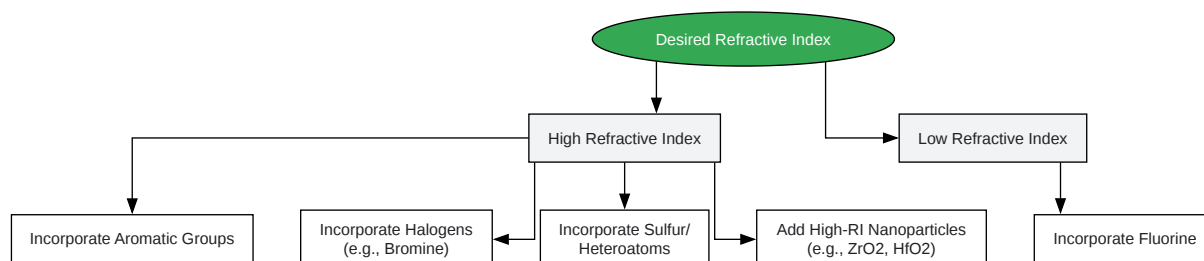 Desired Refractive Index
High Refractive Index
Low Refractive Index
Incorporate Aromatic Groups
Incorporate Halogens
(e.g., Bromine)
Incorporate Sulfur/
Heteroatoms
Add High-RI Nanoparticles
(e.g., ZrO2, HfO2)
Incorporate Fluorine